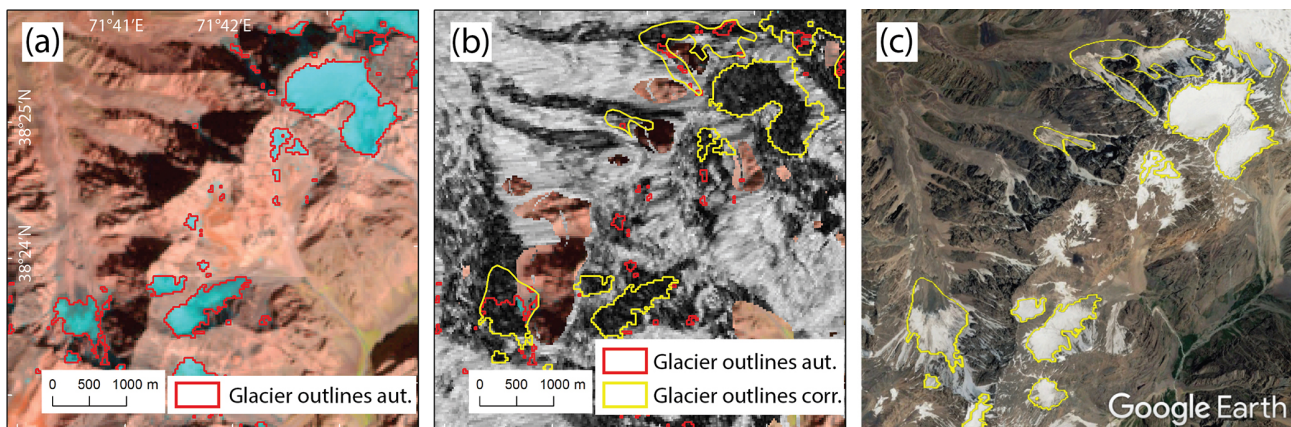 (a)
71°41′E
71°42′E
38°25′N
38°24′N
0 500 1000 m
Glacier outlines aut.
(b)
0 500 1000 m
Glacier outlines aut.
Glacier outlines corr.
(c)
Google Earth